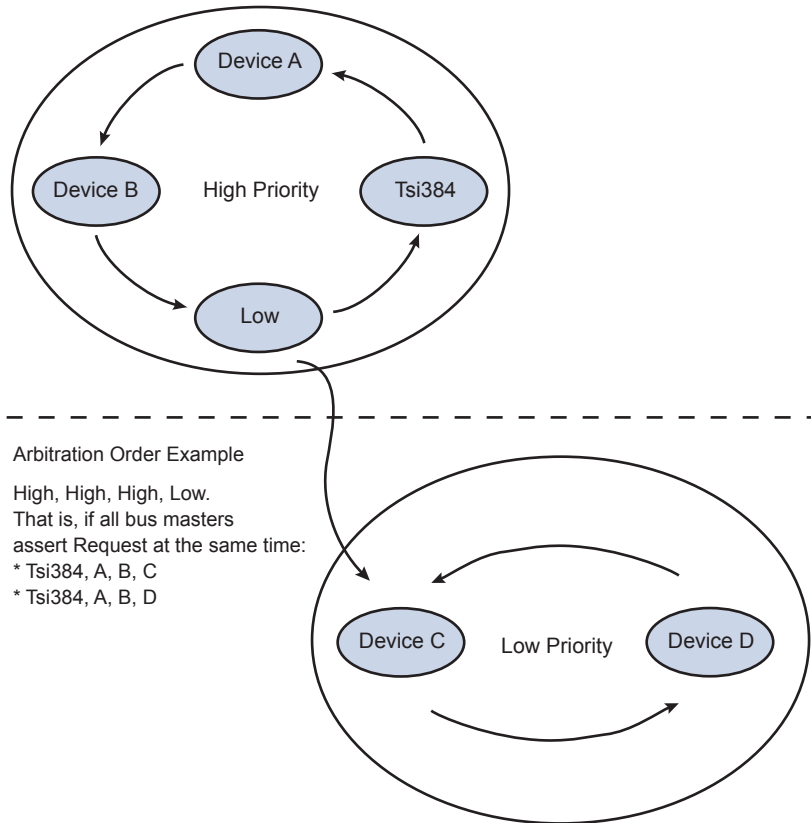 Device A
Device B
High Priority
Tsi384
Low
Arbitration Order Example
High, High, High, Low.
That is, if all bus masters
assert Request at the same time:
* Tsi384, A, B, C
* Tsi384, A, B, D
Device C
Low Priority
Device D